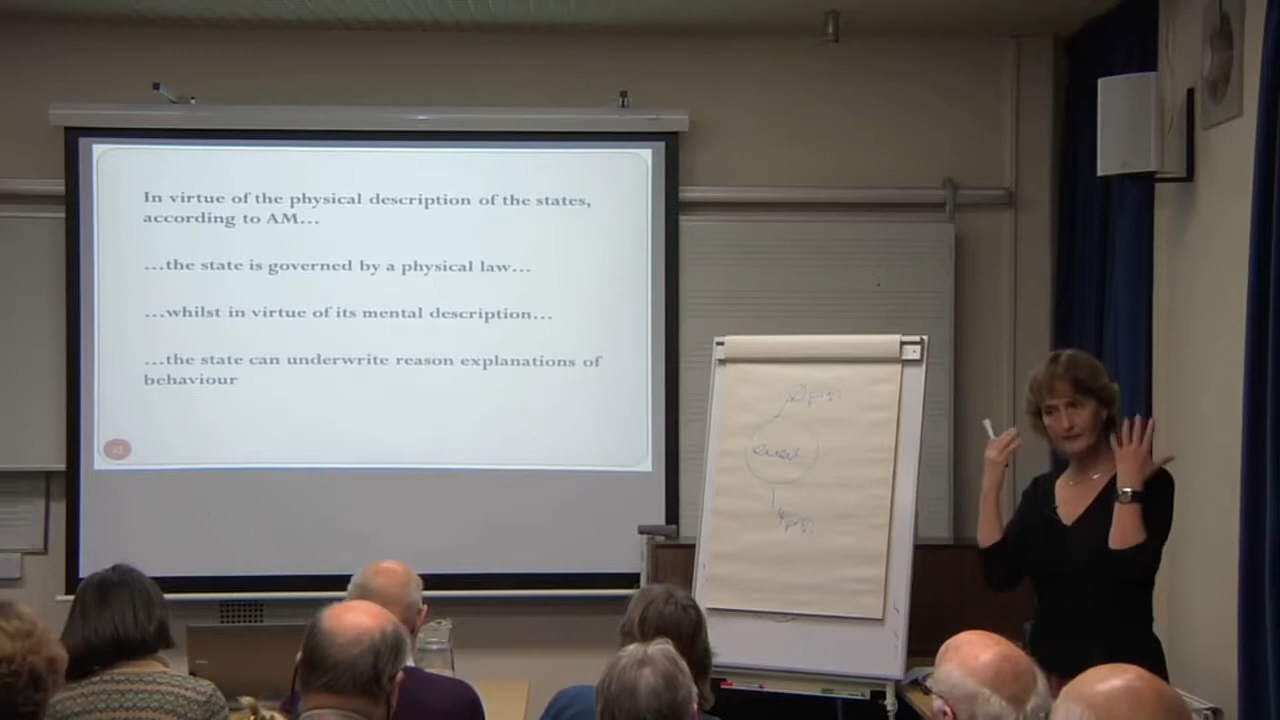 In virtue of the physical description of the states,
according to AM...
...the state is governed by a physical law...
...whilst in virtue of its mental description...
...the state can underwrite reason explanations of
behaviour
event